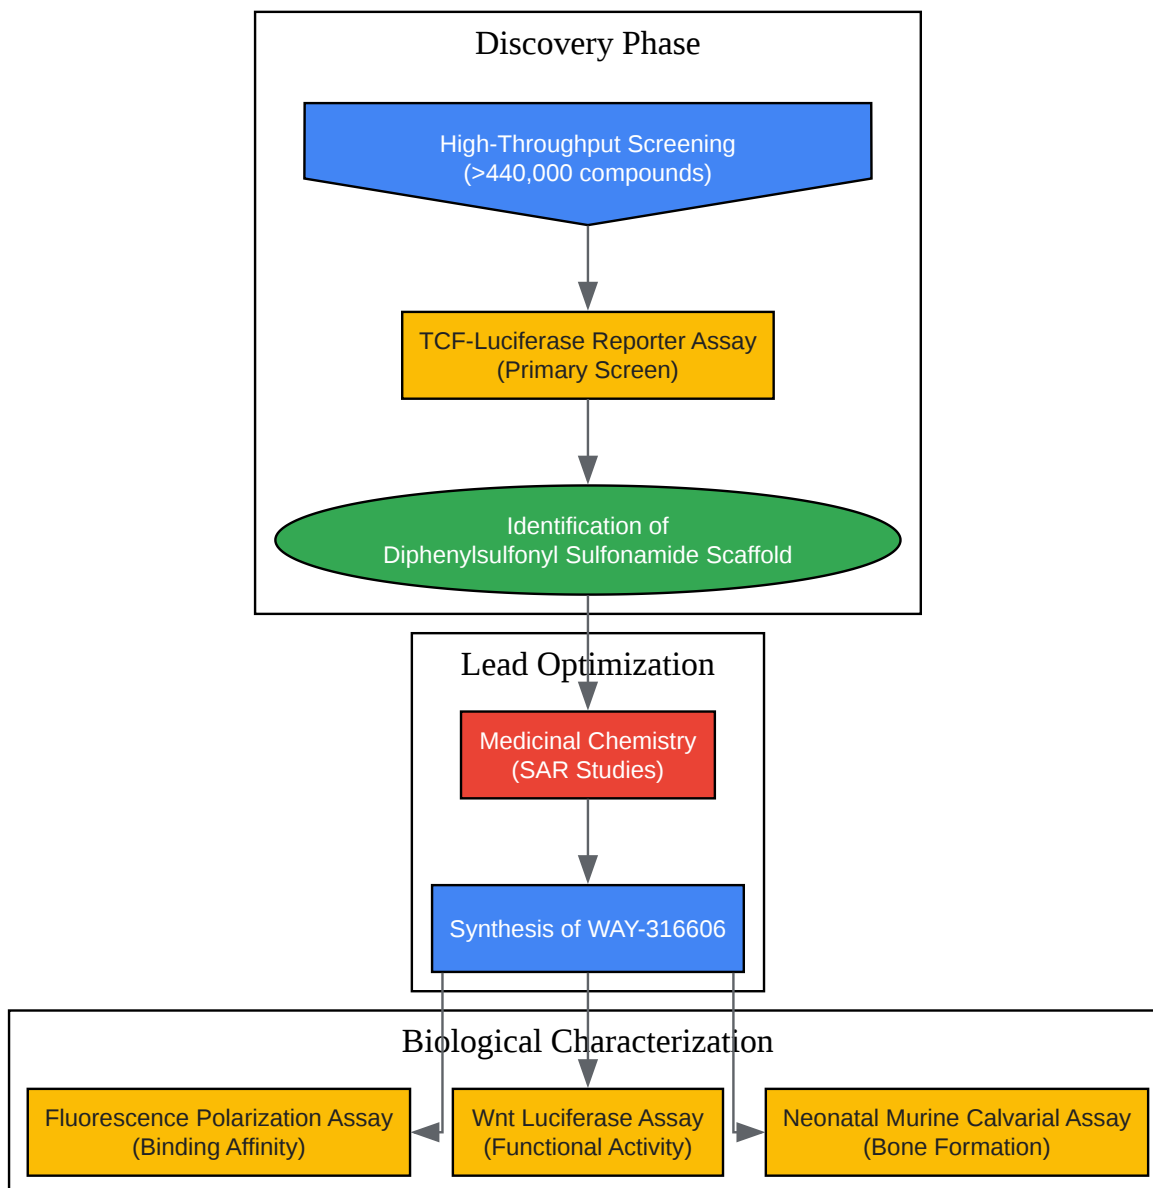 Discovery Phase
High-Throughput Screening
(>440,000 compounds)
TCF-Luciferase Reporter Assay
(Primary Screen)
Identification of
Diphenylsulfonyl Sulfonamide Scaffold
Lead Optimization
Medicinal Chemistry
(SAR Studies)
Synthesis of WAY-316606
Biological Characterization
Fluorescence Polarization Assay
(Binding Affinity)
Wnt Luciferase Assay
(Functional Activity)
Neonatal Murine Calvarial Assay
(Bone Formation)